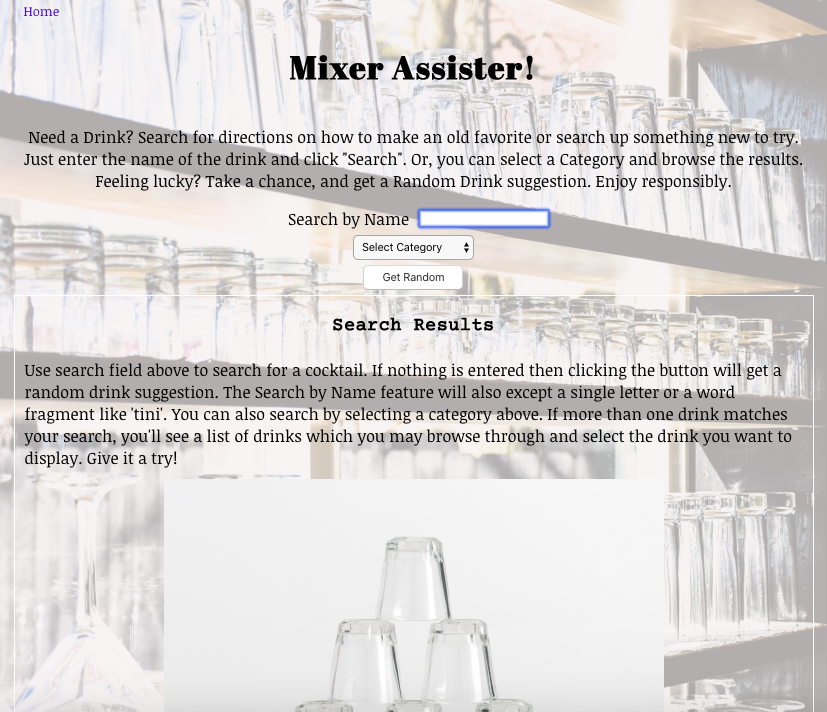 Home
Mixer Assister!
Need a Drink? Search for directions on how to make an old favorite or search up something new to try.
Just enter the name of the drink and click "Search". Or, you can select a Category and browse the results.
Feeling lucky? Take a chance, and get a Random Drink suggestion. Enjoy responsibly.
Search by Name
Select Category
Get Random
Search Results
Use search field above to search for a cocktail. If nothing is entered then clicking the button will get a
random drink suggestion. The Search by Name feature will also except a single letter or a word
fragment like 'tini'. You can also search by selecting a category above. If more than one drink matches
your search, you'll see a list of drinks which you may browse through and select the drink you want to
display. Give it a try!